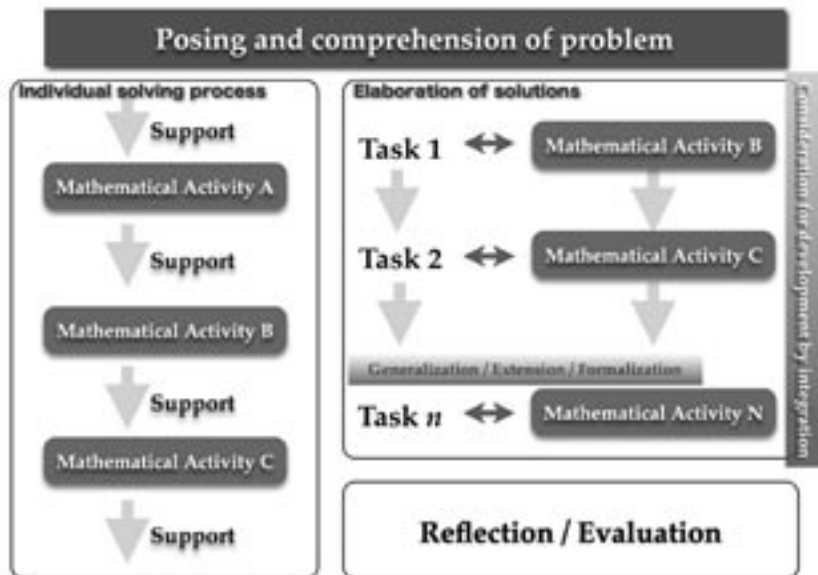 Posing and comprehension of problem
Individual solving process
Support
Mathematical Activity A
Support
Mathematical Activity B
Support
Mathematical Activity C
Support
Elaboration of solutions
Task 1
Mathematical Activity B
Task 2
Mathematical Activity C
Generalization / Extension / Formalization
Task n
Mathematical Activity N
Consideration for development by integration
Reflection / Evaluation